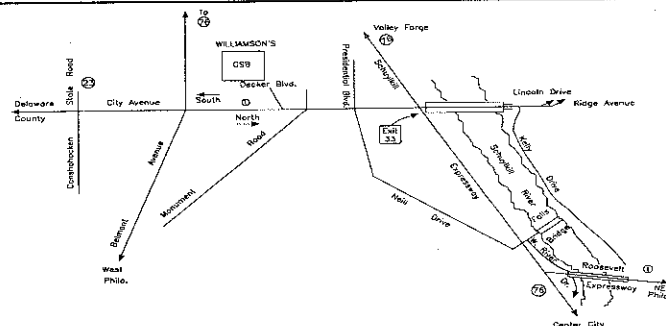 To
76
Valley Forge
76
WILLIAMSON'S
GSB
Decker Blvd.
State Road
23
Conshohocken
Delaware
County
City Avenue
South
1
North
Presidential Blvd.
Schuylkill
Expressway
Exit
33
Lincoln Drive
Ridge Avenue
Kelly
Drive
Schuylkill
River
Falls
Bridge
Belmont
Avenue
Monument
Road
Neill
Drive
W. River
Dr.
Roosevelt
Expressway
1
NE
Phila.
West
Phila.
76
Center City